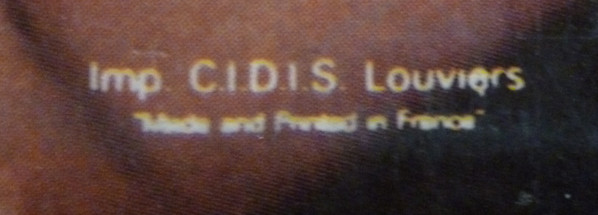 Imp. C.I.D.I.S. Louviers
"Made and Printed in France"